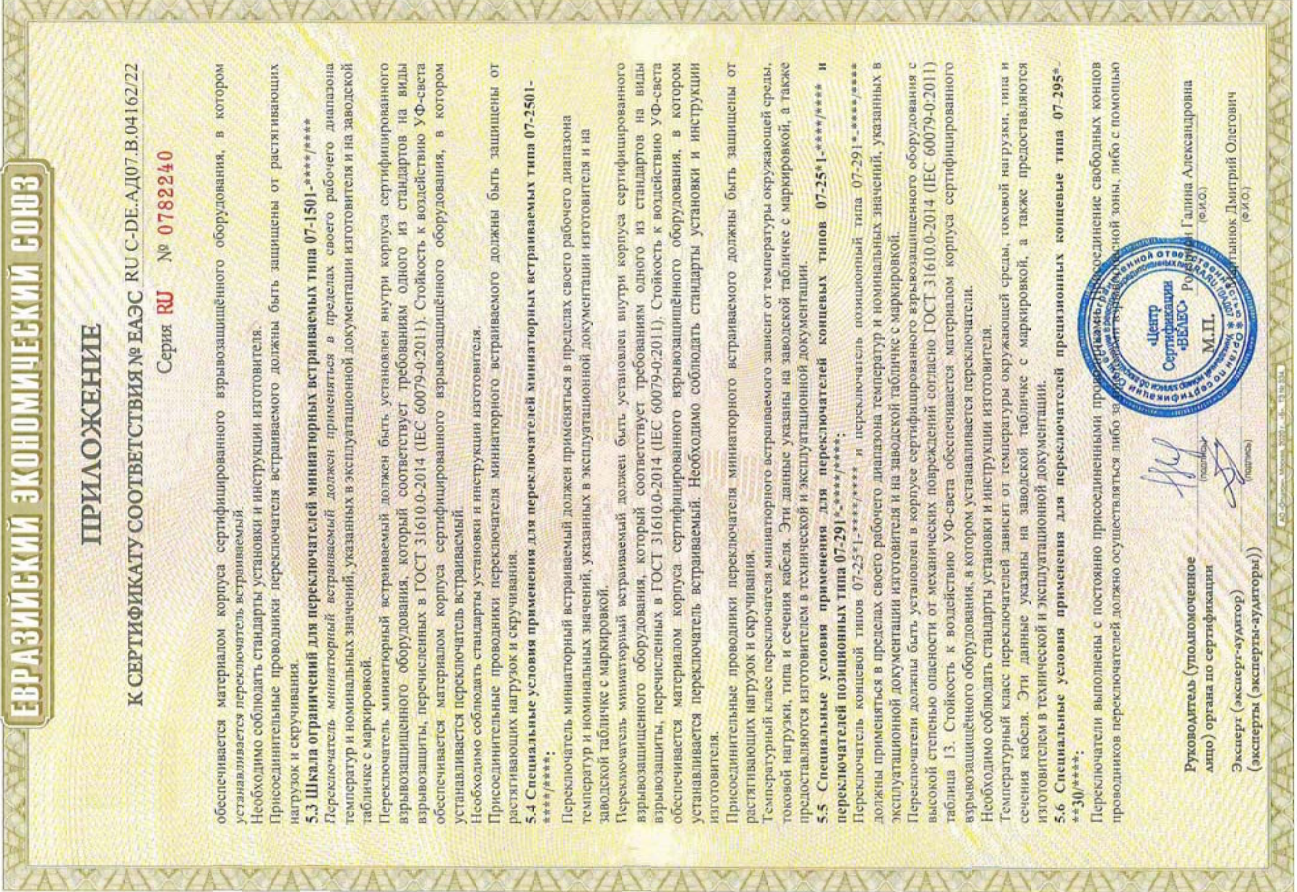 ЕВРАЗИЙСКИЙ ЭКОНОМИЧЕСКИЙ СОЮЗ
ПРИЛОЖЕНИЕ
К СЕРТИФИКАТУ СООТВЕТСТВИЯ № ЕАЭС RU C-DE.АД07.В.04162/22
Серия RU № 0782240
обеспечивается материалом корпуса сертифицированного взрывозащищённого оборудования, в котором
устанавливается переключатель встраиваемый.
Необходимо соблюдать стандарты установки и инструкции изготовителя.
Присоединительные проводники переключателя встраиваемого должны быть защищены от растягивающих
нагрузок и скручивания.
5.3 Шкала ограничений для переключателей миниатюрных встраиваемых типа 07-1501-****/****
Переключатель миниатюрный встраиваемый должен применяться в пределах своего рабочего диапазона
температур и номинальных значений, указанных в эксплуатационной документации изготовителя и на заводской
табличке с маркировкой.
Переключатель миниатюрный встраиваемый должен быть установлен внутри корпуса сертифицированного
взрывозащищенного оборудования, который соответствует требованиям одного из стандартов на виды
взрывозащиты, перечисленных в ГОСТ 31610.0-2014 (IEC 60079-0:2011). Стойкость к воздействию УФ-света
обеспечивается материалом корпуса сертифицированного взрывозащищённого оборудования, в котором
устанавливается переключатель встраиваемый.
Необходимо соблюдать стандарты установки и инструкции изготовителя.
Присоединительные проводники переключателя миниатюрного встраиваемого должны быть защищены от
растягивающих нагрузок и скручивания.
5.4 Специальные условия применения для переключателей миниатюрных встраиваемых типа 07-2501-
****/****:
Переключатель миниатюрный встраиваемый должен применяться в пределах своего рабочего диапазона
температур и номинальных значений, указанных в эксплуатационной документации изготовителя и на
заводской табличке с маркировкой.
Переключатель миниатюрный встраиваемый должен быть установлен внутри корпуса сертифицированного
взрывозащищенного оборудования, который соответствует требованиям одного из стандартов на виды
взрывозащиты, перечисленных в ГОСТ 31610.0-2014 (IEC 60079-0:2011). Стойкость к воздействию УФ-света
обеспечивается материалом корпуса сертифицированного взрывозащищённого оборудования, в котором
устанавливается переключатель встраиваемый. Необходимо соблюдать стандарты установки и инструкции
изготовителя.
Присоединительные проводники переключателя миниатюрного встраиваемого должны быть защищены от
растягивающих нагрузок и скручивания.
Температурный класс переключателя миниатюрного встраиваемого зависит от температуры окружающей среды,
токовой нагрузки, типа и сечения кабеля. Эти данные указаны на заводской табличке с маркировкой, а также
предоставляются изготовителем в технической и эксплуатационной документации.
5.5 Специальные условия применения для переключателей концевых типов 07-25*1-****/**** и
переключателей позиционных типа 07-291*-****/****:
Переключатель концевой типов 07-25*1-****/**** и переключатель позиционный типа 07-291*-****/****
должны применяться в пределах своего рабочего диапазона температур и номинальных значений, указанных в
эксплуатационной документации изготовителя и на заводской табличке с маркировкой.
Переключатели должны быть установлен в корпусе сертифицированного взрывозащищенного оборудования с
высокой степенью опасности от механических повреждений согласно ГОСТ 31610.0-2014 (IEC 60079-0:2011)
таблица 13. Стойкость к воздействию УФ-света обеспечивается материалом корпуса сертифицированного
взрывозащищённого оборудования, в котором устанавливается переключатели.
Необходимо соблюдать стандарты установки и инструкции изготовителя.
Температурный класс переключателей зависит от температуры окружающей среды, токовой нагрузки, типа и
сечения кабеля. Эти данные указаны на заводской табличке с маркировкой, а также предоставляются
изготовителем в технической и эксплуатационной документации.
5.6 Специальные условия применения для переключателей прецизионных концевые типа 07-295*-
**30/****:
Переключатели выполнены с постоянно присоединенными соединение свободных концов
проводников переключателей должно осуществляться либо за зоны, либо с помощью
Руководитель (уполномоченное
лицо) органа по сертификации
(подпись)
М.П.
Галина Александровна
(Ф.И.О.)
Эксперт (эксперт-аудитор)
(эксперты (эксперты-аудиторы))
(подпись)
Дмитрий Олегович
(Ф.И.О.)
«Центр
Сертификации
«ВЕЛЕС»